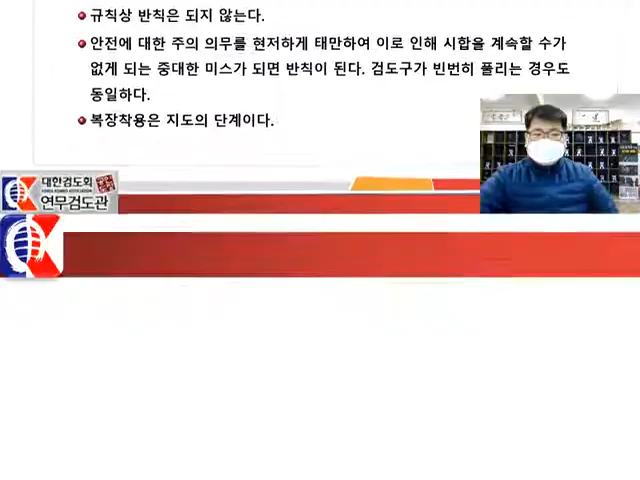 규칙상 반칙은 되지 않는다.
안전에 대한 주의 의무를 현저하게 태만하여 이로 인해 시합을 계속할 수가
없게 되는 중대한 미스가 되면 반칙이 된다. 검도구가 빈번히 풀리는 경우도
동일하다.
복장착용은 지도의 단계이다.
대한검도회
KOREA KUMDO ASSOCIATION
연무검도관